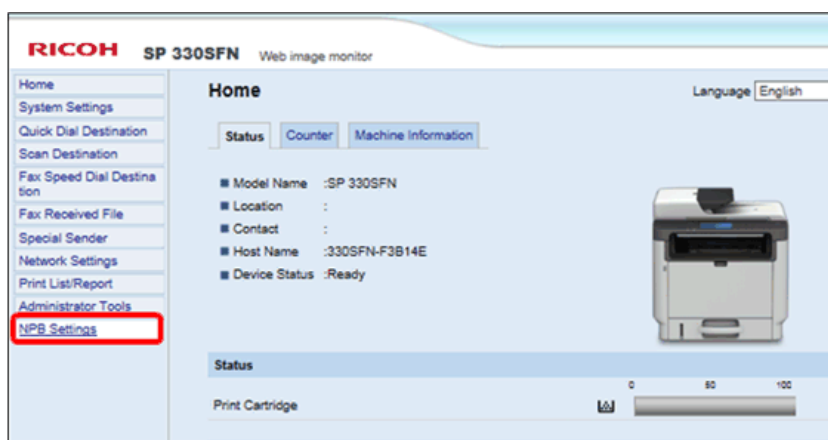 RICOH SP 330SFN Web image monitor
Home
System Settings
Quick Dial Destination
Scan Destination
Fax Speed Dial Destina
tion
Fax Received File
Special Sender
Network Settings
Print List/Report
Administrator Tools
NPB Settings
Home
Language English
Status Counter Machine Information
Model Name :SP 330SFN
Location :
Contact :
Host Name :330SFN-F3B14E
Device Status :Ready
Status
0 50 100
Print Cartridge